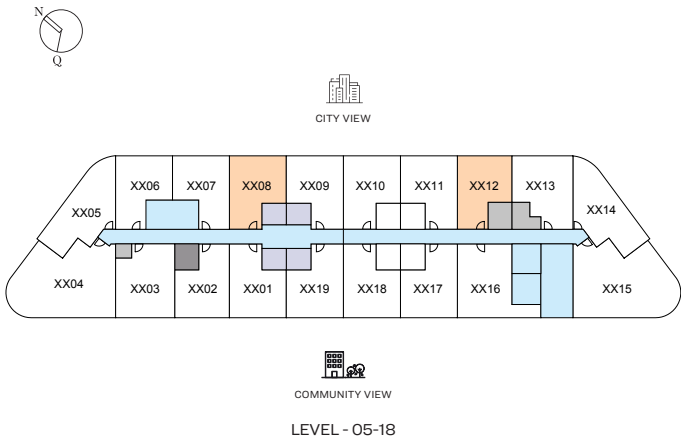 N
Q
CITY VIEW
XX06 XX07 XX08 XX09 XX10 XX11 XX12 XX13
XX05 XX14
XX04 XX03 XX02 XX01 XX19 XX18 XX17 XX16 XX15
COMMUNITY VIEW
LEVEL - 05-18